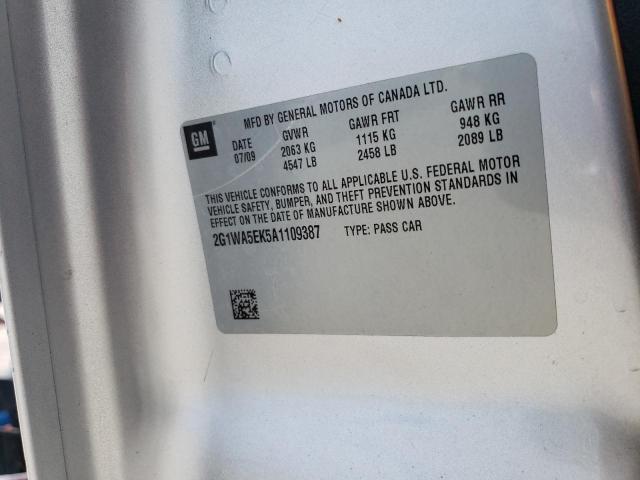 MFD BY GENERAL MOTORS OF CANADA LTD.
GM
DATE GVWR GAWR FRT GAWR RR
07/09 2063 KG 1115 KG 948 KG
4547 LB 2458 LB 2089 LB
THIS VEHICLE CONFORMS TO ALL APPLICABLE U.S. FEDERAL MOTOR
VEHICLE SAFETY, BUMPER, AND THEFT PREVENTION STANDARDS IN
EFFECT ON THE DATE OF MANUFACTURE SHOWN ABOVE.
2G1WA5EK5A1109387 TYPE: PASS CAR